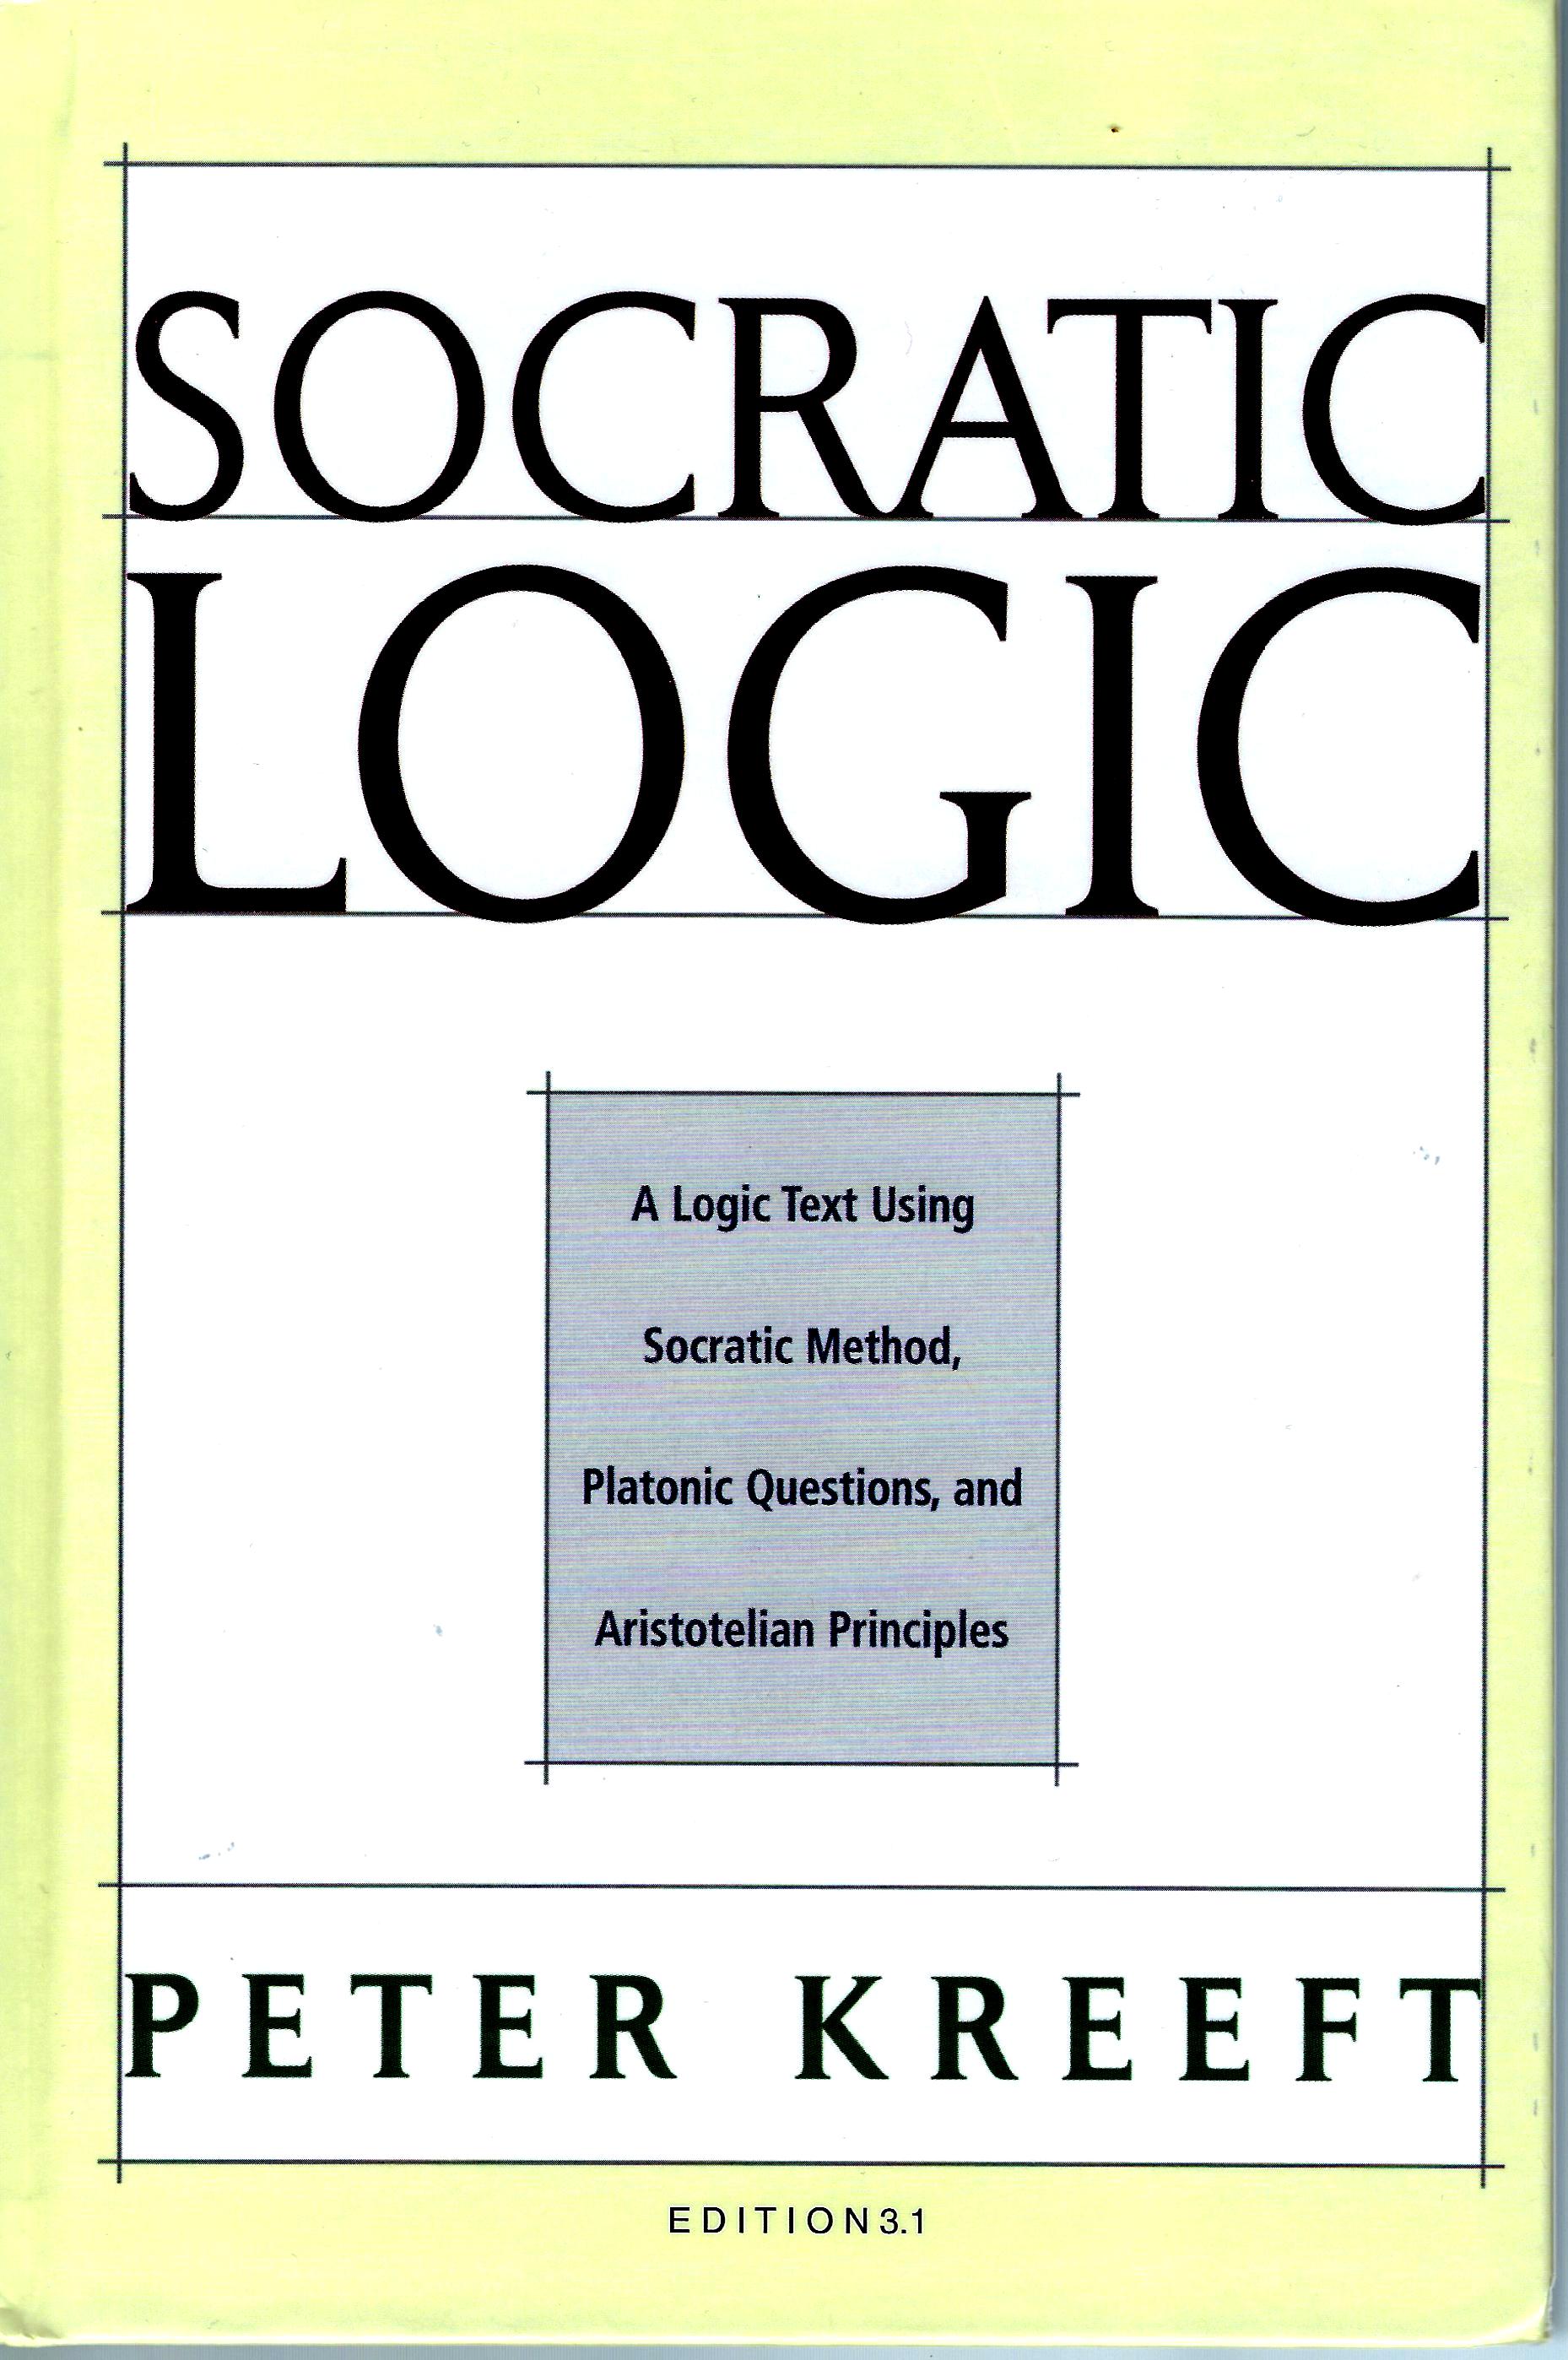 SOCRATIC
LOGIC
A Logic Text Using
Socratic Method,
Platonic Questions, and
Aristotelian Principles
PETER KREEFT
EDITION 3.1